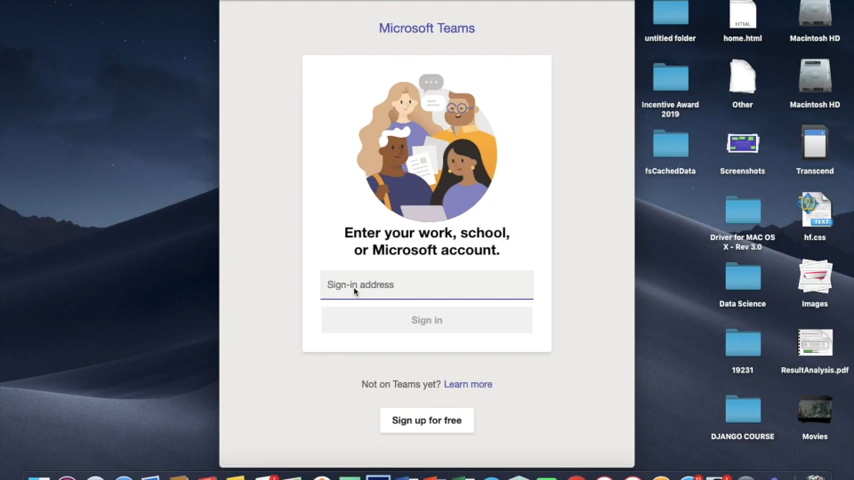 Microsoft Teams
Enter your work, school,
or Microsoft account.
Sign-in address
Sign in
Not on Teams yet? Learn more
Sign up for free
untitled folder
HTML
home.html
Macintosh HD
Incentive Award
2019
Other
Macintosh HD
fsCachedData
Screenshots
Transcend
Driver for MAC OS
X - Rev 3.0
TEXT
hf.css
Data Science
Images
19231
ResultAnalysis.pdf
DJANGO COURSE
Movies